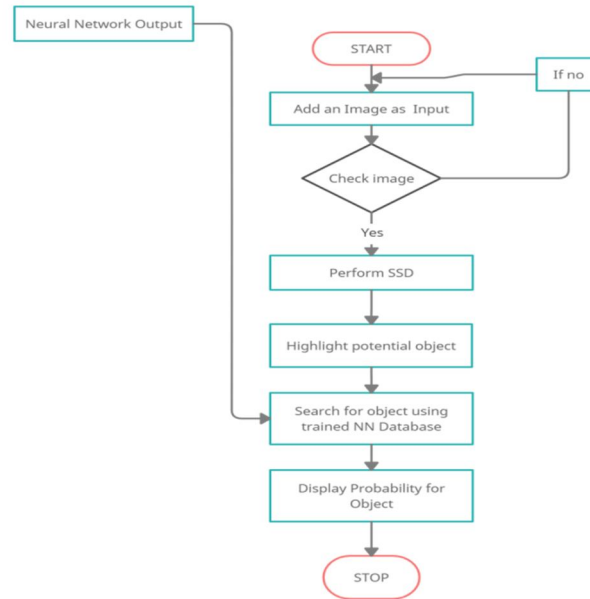 Neural Network Output
START
If no
Add an Image as Input
Check image
Yes
Perform SSD
Highlight potential object
Search for object using
trained NN Database
Display Probability for
Object
STOP